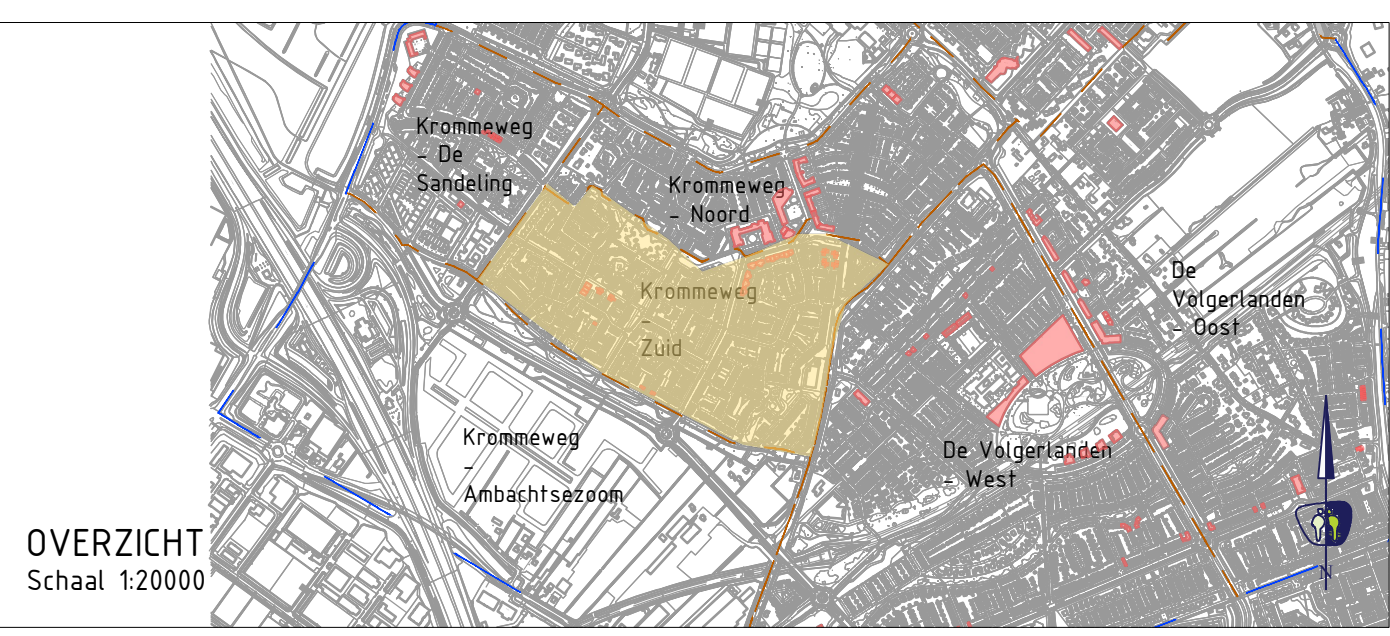 Krommeweg
- De
Sandeling
Krommeweg
- Noord
Krommeweg
-
Zuid
De
Volgerlanden
- Oost
Krommeweg
-
Ambachtsezoom
De Volgerlanden
- West
OVERZICHT
Schaal 1:20000
N